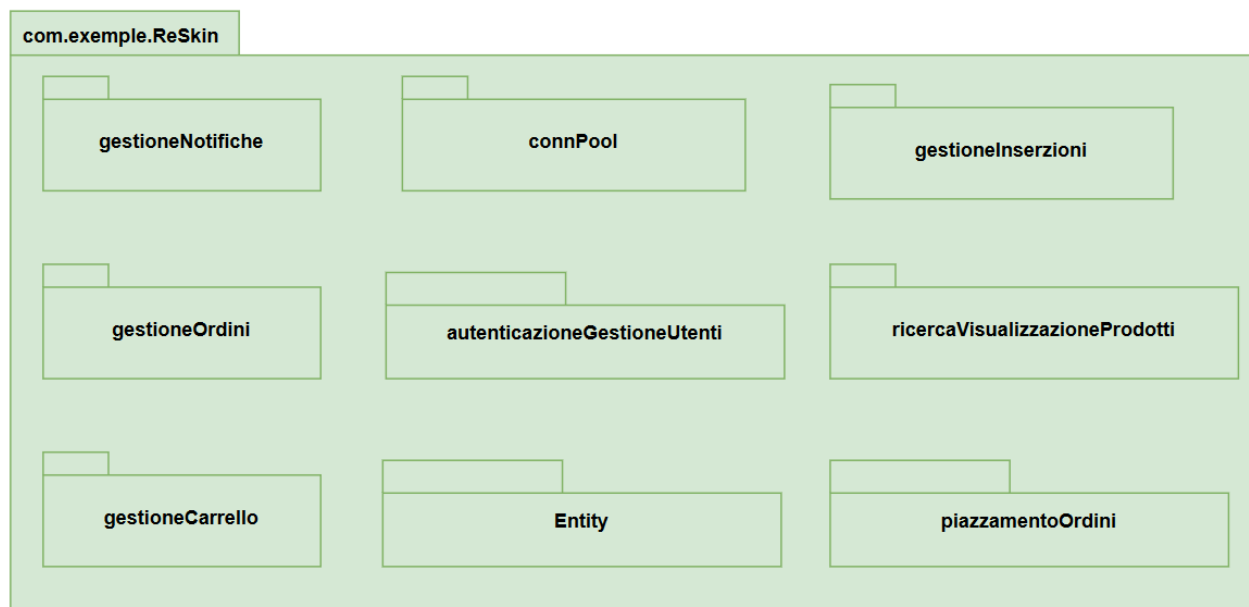 com.exemple.ReSkin
gestioneNotifiche
connPool
gestioneInserzioni
gestioneOrdini
autenticazioneGestioneUtenti
ricercaVisualizzazioneProdotti
gestioneCarrello
Entity
piazzamentoOrdini